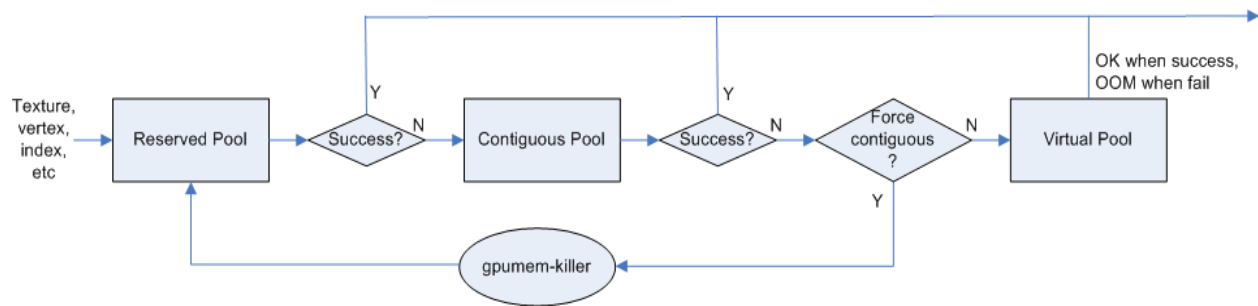 Texture,
vertex,
index,
etc
Reserved Pool
Success?
Y
N
Contiguous Pool
Success?
Y
N
Force
contiguous
?
N
Y
Virtual Pool
OK when success,
OOM when fail
gpumem-killer